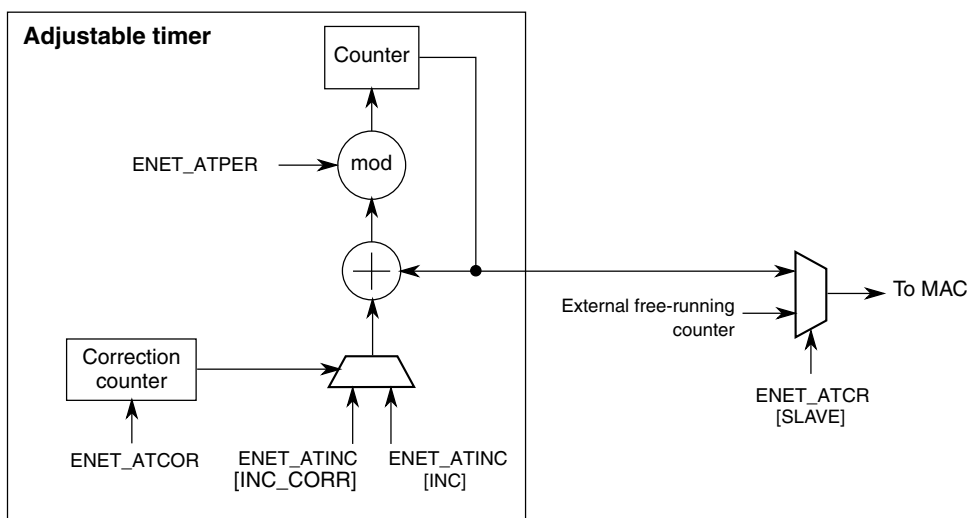 Adjustable timer
Counter
ENET_ATPER
mod
External free-running
counter
To MAC
Correction
counter
ENET_ATCR
[SLAVE]
ENET_ATCOR
ENET_ATINC
[INC_CORR]
ENET_ATINC
[INC]